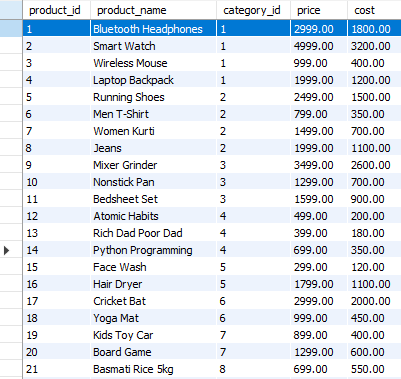 product_id product_name category_id price cost
1 Bluetooth Headphones 1 2999.00 1800.00
2 Smart Watch 1 4999.00 3200.00
3 Wireless Mouse 1 999.00 400.00
4 Laptop Backpack 1 1999.00 1200.00
5 Running Shoes 2 2499.00 1500.00
6 Men T-Shirt 2 799.00 350.00
7 Women Kurti 2 1499.00 700.00
8 Jeans 2 1999.00 1100.00
9 Mixer Grinder 3 3499.00 2600.00
10 Nonstick Pan 3 1299.00 700.00
11 Bedsheet Set 3 1599.00 900.00
12 Atomic Habits 4 499.00 200.00
13 Rich Dad Poor Dad 4 399.00 180.00
14 Python Programming 4 699.00 350.00
15 Face Wash 5 299.00 120.00
16 Hair Dryer 5 1799.00 1100.00
17 Cricket Bat 6 2999.00 2000.00
18 Yoga Mat 6 999.00 450.00
19 Kids Toy Car 7 899.00 400.00
20 Board Game 7 1299.00 600.00
21 Basmati Rice 5kg 8 699.00 550.00